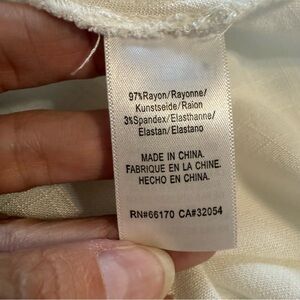 97%Rayon/Rayonne/
Kunstseide/Raion
3%Spandex/Elasthanne/
Elastan/Elastano
MADE IN CHINA.
FABRIQUE EN LA CHINE.
HECHO EN CHINA.
RN#66170 CA#32054